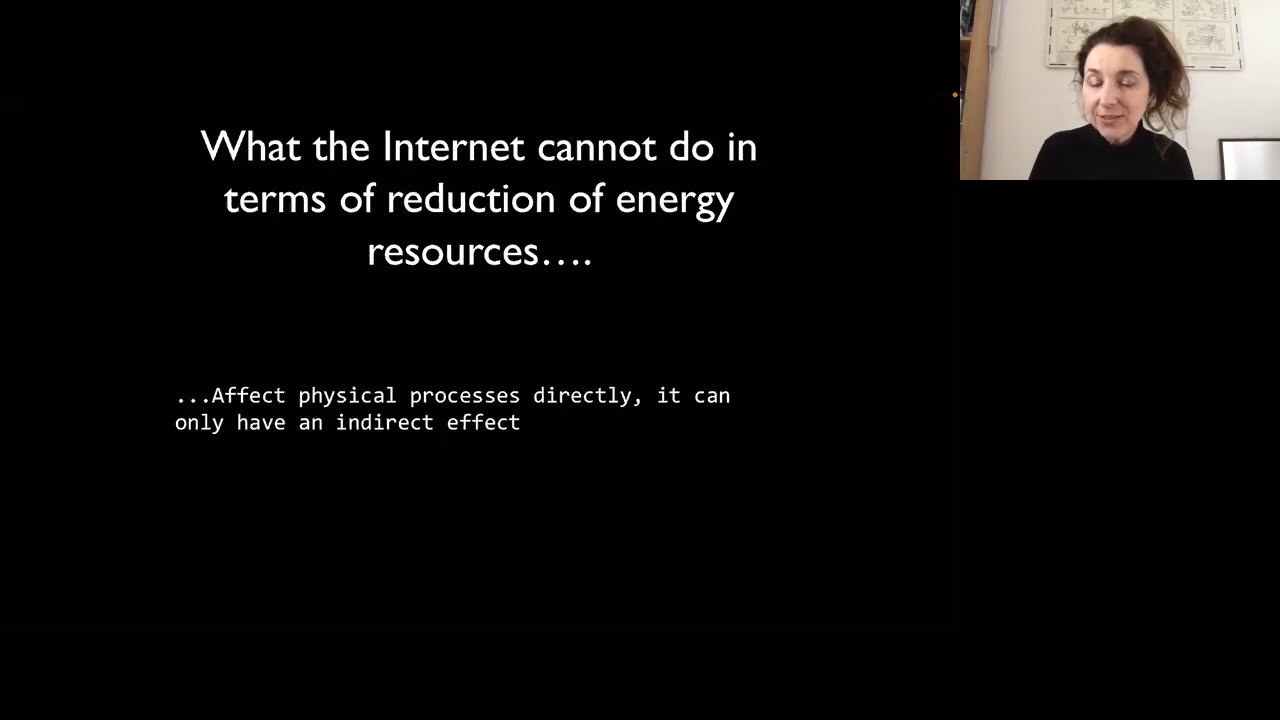 What the Internet cannot do in
terms of reduction of energy
resources....
...Affect physical processes directly, it can
only have an indirect effect